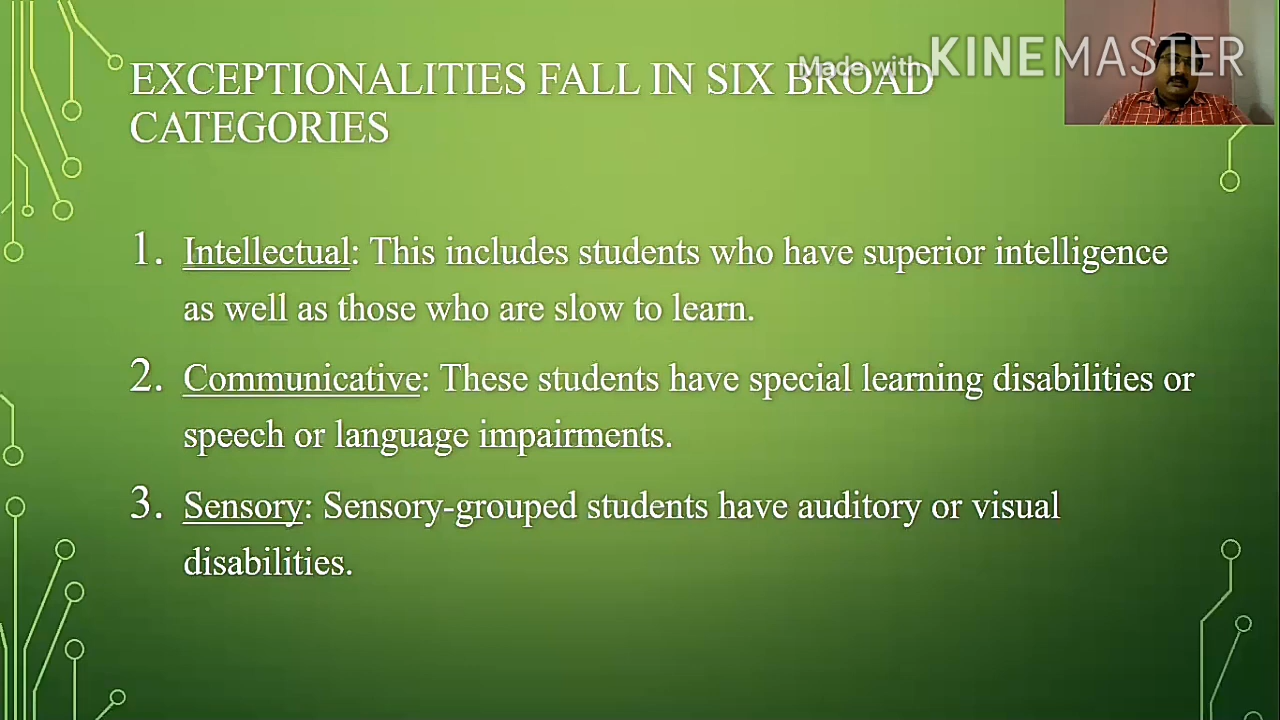 Made with KINEMASTER
EXCEPTIONALITIES FALL IN SIX BROAD
CATEGORIES
1. Intellectual: This includes students who have superior intelligence
as well as those who are slow to learn.
2. Communicative: These students have special learning disabilities or
speech or language impairments.
3. Sensory: Sensory-grouped students have auditory or visual
disabilities.